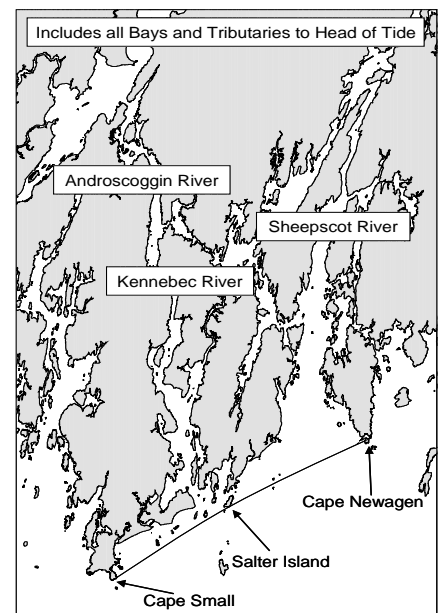 Includes all Bays and Tributaries to Head of Tide
Androscoggin River
Sheepscot River
Kennebec River
Cape Newagen
Salter Island
Cape Small